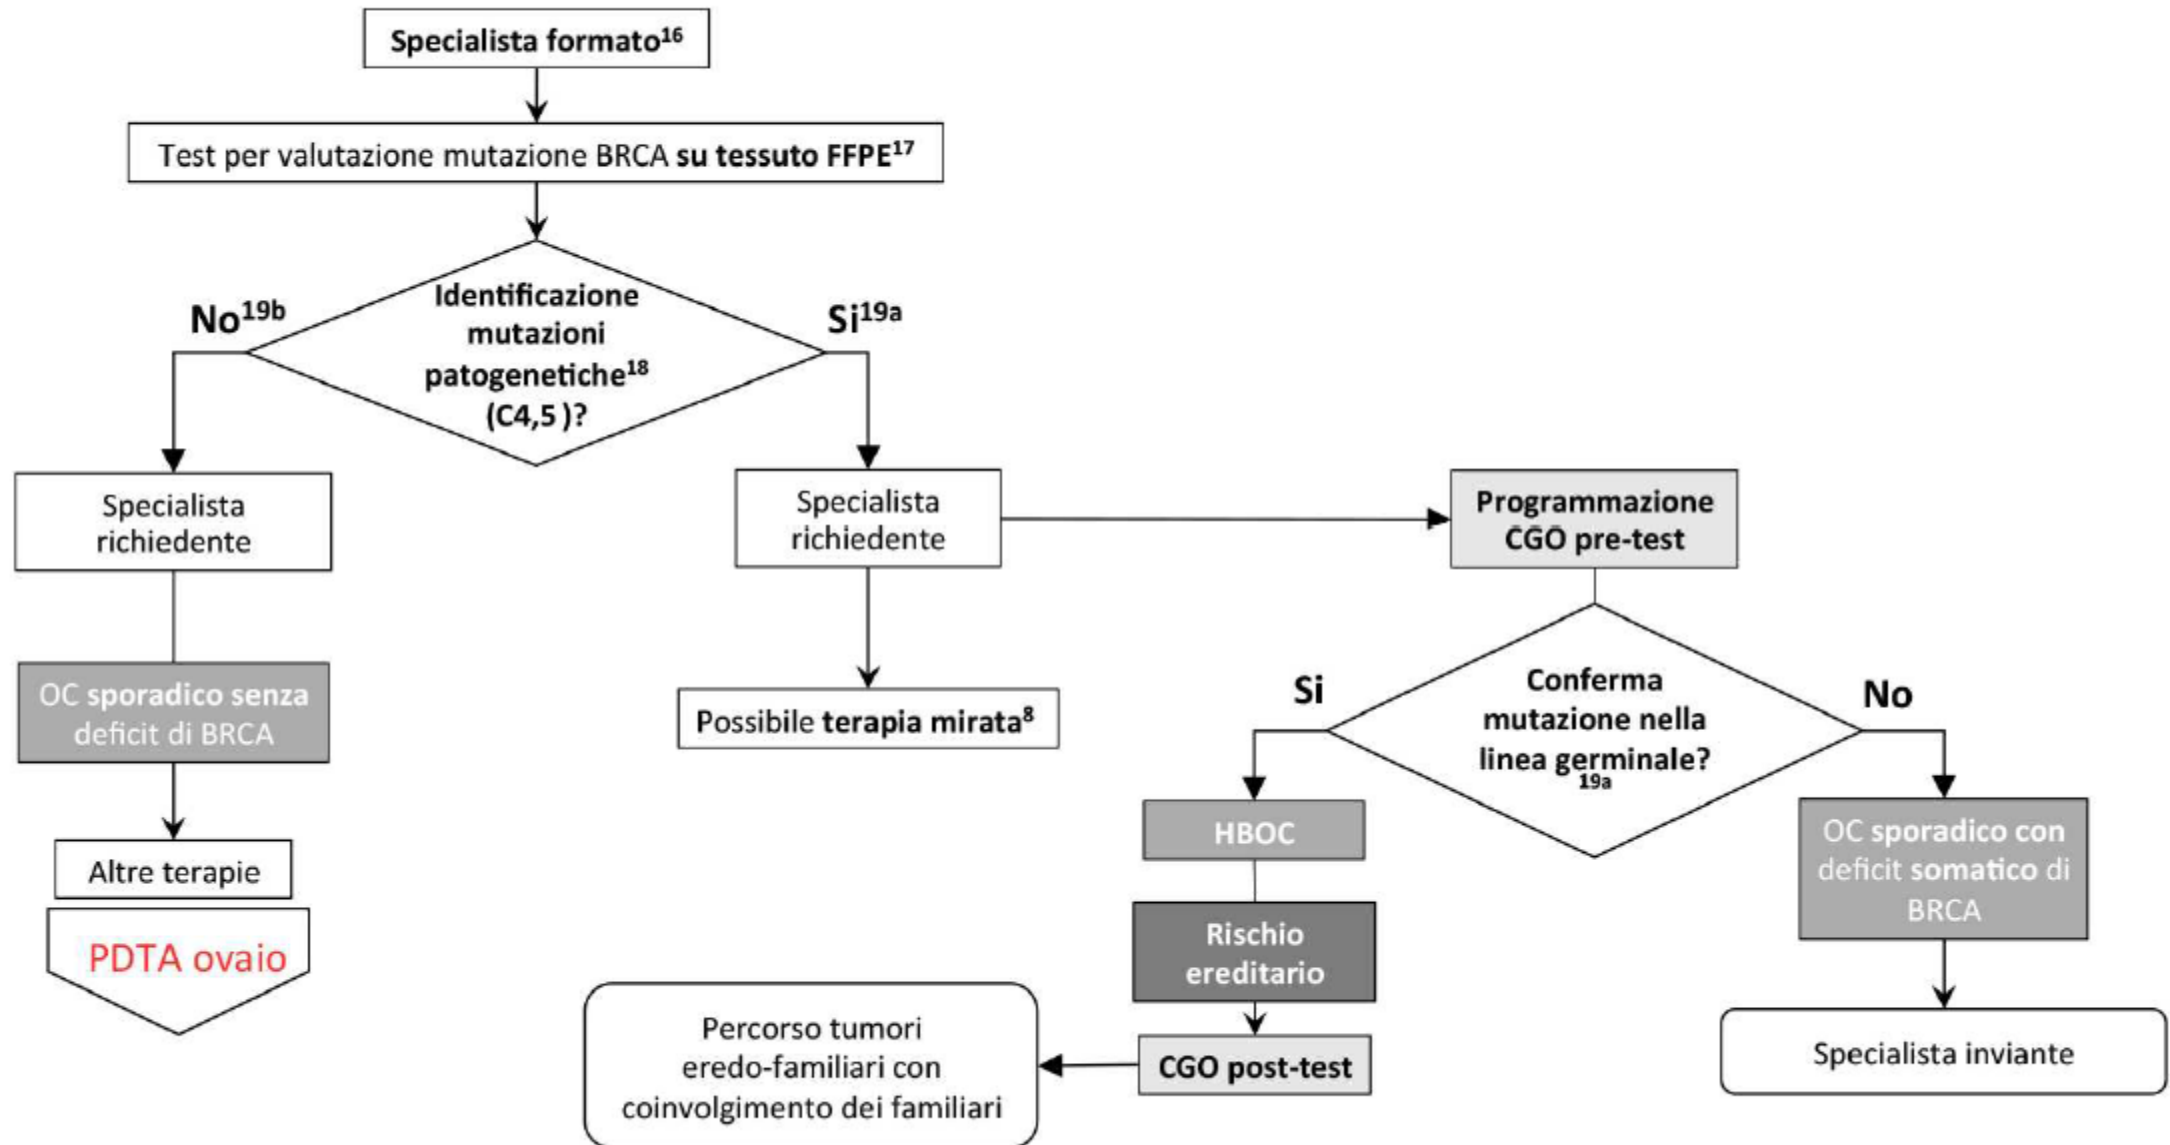 Specialista formato16
Test per valutazione mutazione BRCA su tessuto FFPE17
Identificazione
mutazioni
patogenetiche18
(C4,5 )?
No19b
Si19a
Specialista
richiedente
Specialista
richiedente
Programmazione
CGO pre-test
OC sporadico senza
deficit di BRCA
Possibile terapia mirata8
Conferma
mutazione nella
linea germinale?
19a
Si
No
Altre terapie
PDTA ovaio
HBOC
OC sporadico con
deficit somatico di
BRCA
Rischio
ereditario
CGO post-test
Percorso tumori
eredo-familiari con
coinvolgimento dei familiari
Specialista inviante